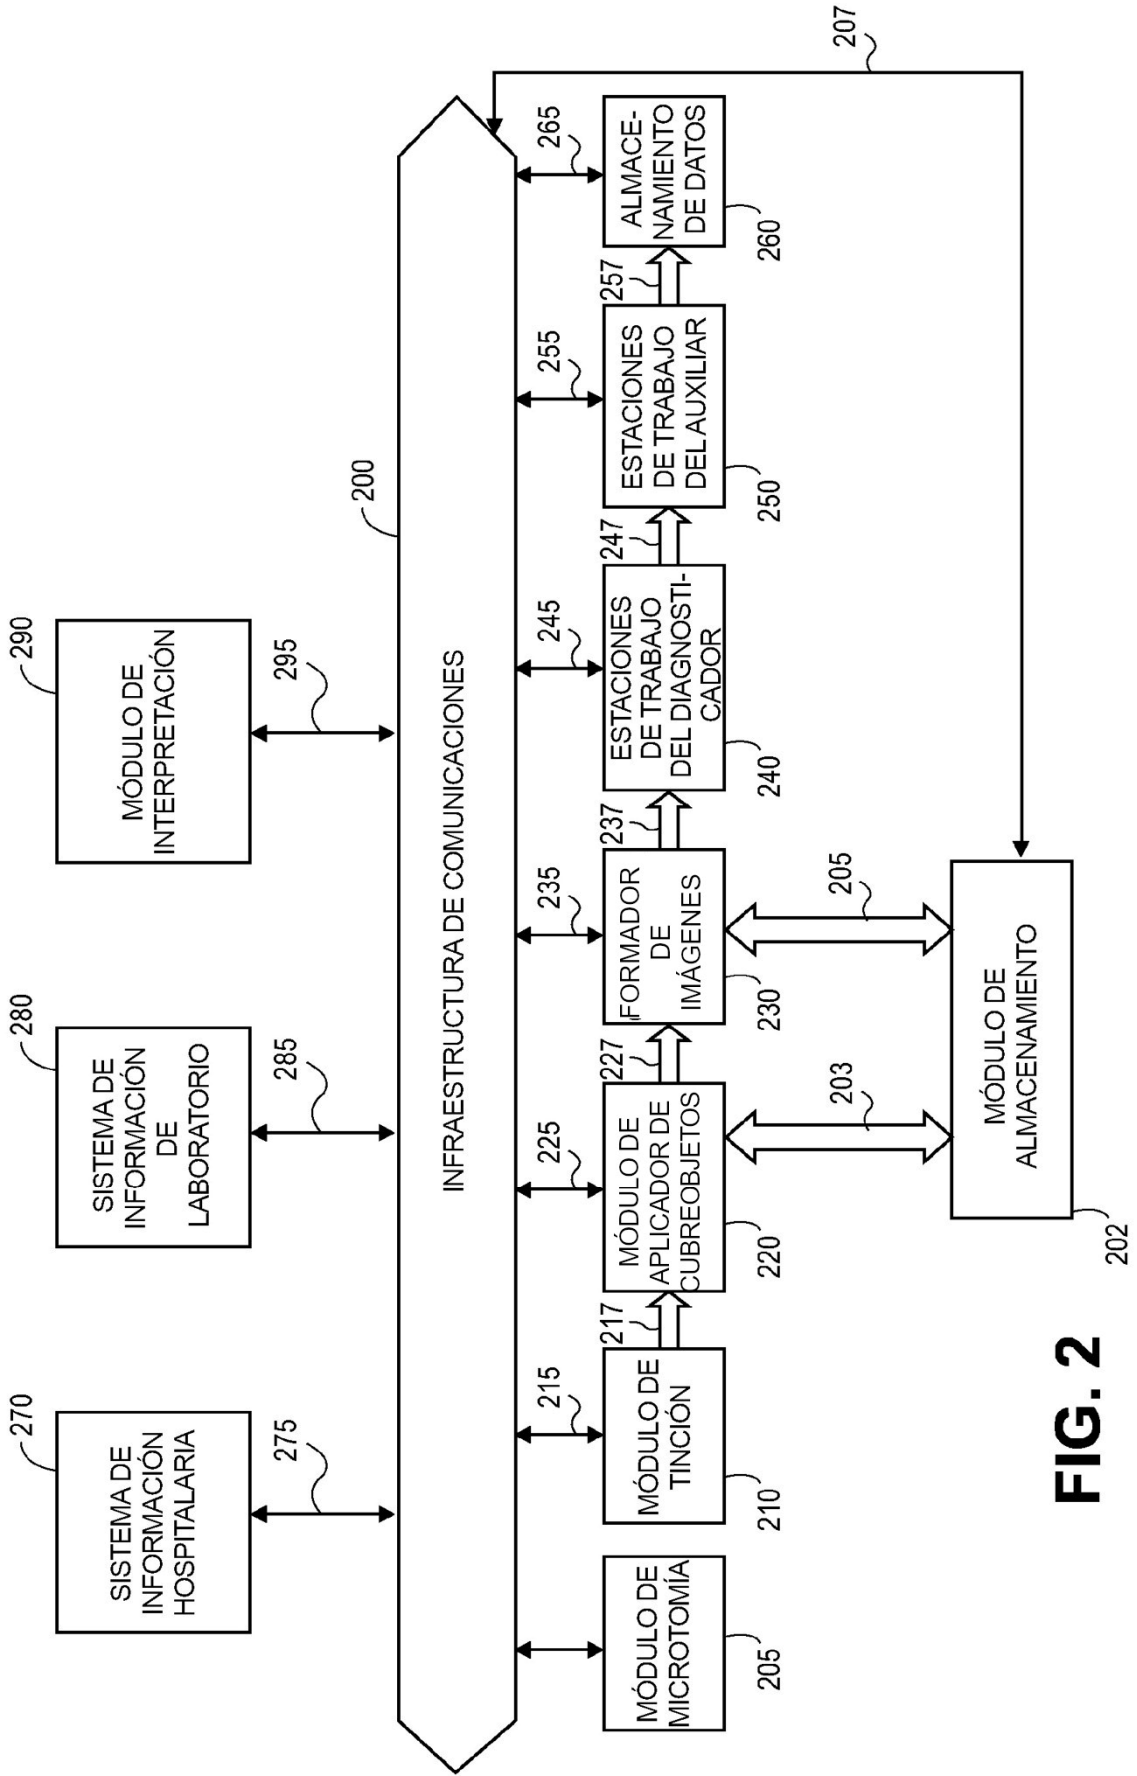 270
SISTEMA DE
INFORMACIÓN
HOSPITALARIA
275
280
SISTEMA DE
INFORMACIÓN
DE
LABORATORIO
285
290
MÓDULO DE
INTERPRETACIÓN
295
200
INFRAESTRUCTURA DE COMUNICACIONES
207
MÓDULO DE
MICROTOMÍA
205
215
MÓDULO DE
TINCIÓN
210
217
225
MÓDULO DE
APLICADOR DE
CUBREOBJETOS
220
227
235
FORMADOR
DE
IMÁGENES
230
237
245
ESTACIONES
DE TRABAJO
DEL DIAGNOSTI-
CADOR
240
247
255
ESTACIONES
DE TRABAJO
DEL AUXILIAR
250
257
265
ALMACE-
NAMIENTO
DE DATOS
260
203
205
MÓDULO DE
ALMACENAMIENTO
202
FIG. 2